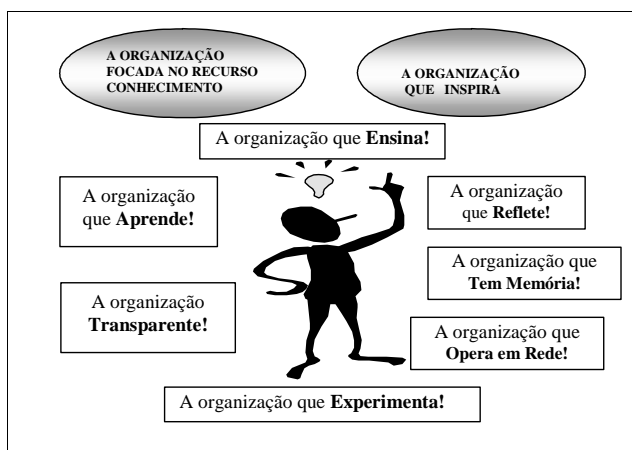 A ORGANIZAÇÃO
FOCADA NO RECURSO
CONHECIMENTO
A ORGANIZAÇÃO
QUE INSPIRA
A organização que Ensina!
A organização
que Aprende!
A organização
que Reflete!
A organização que
Tem Memória!
A organização
Transparente!
A organização que
Opera em Rede!
A organização que Experimenta!